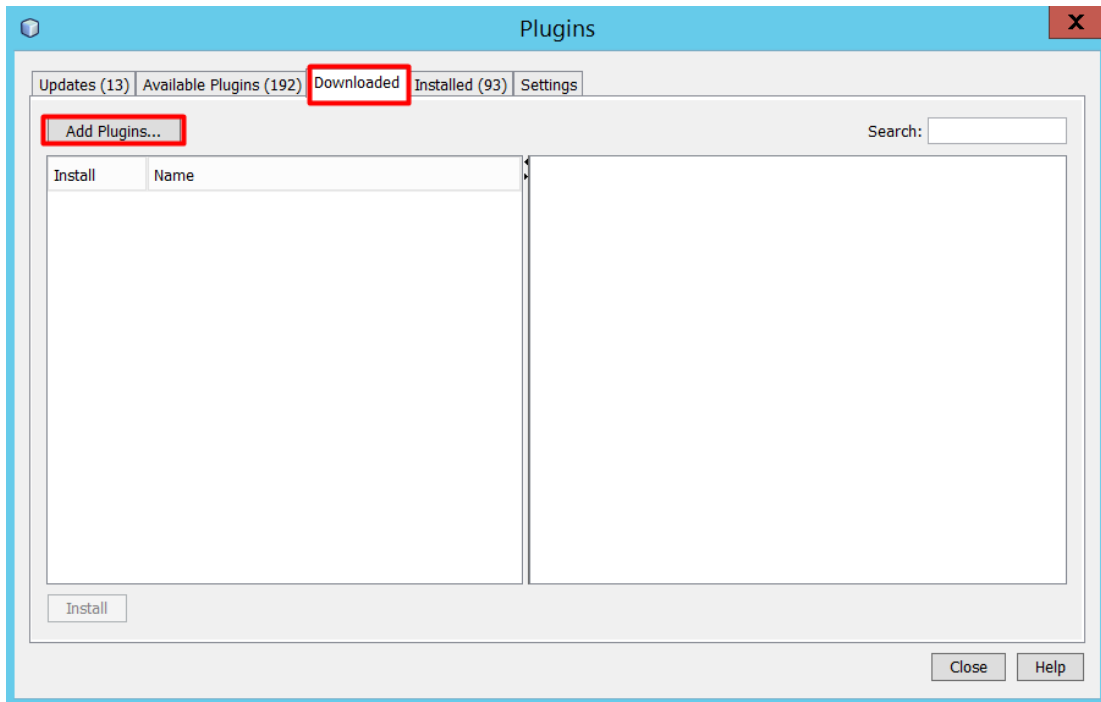 Plugins
X
Updates (13) Available Plugins (192) Downloaded Installed (93) Settings
Add Plugins... Search:
Install Name
Install
Close Help